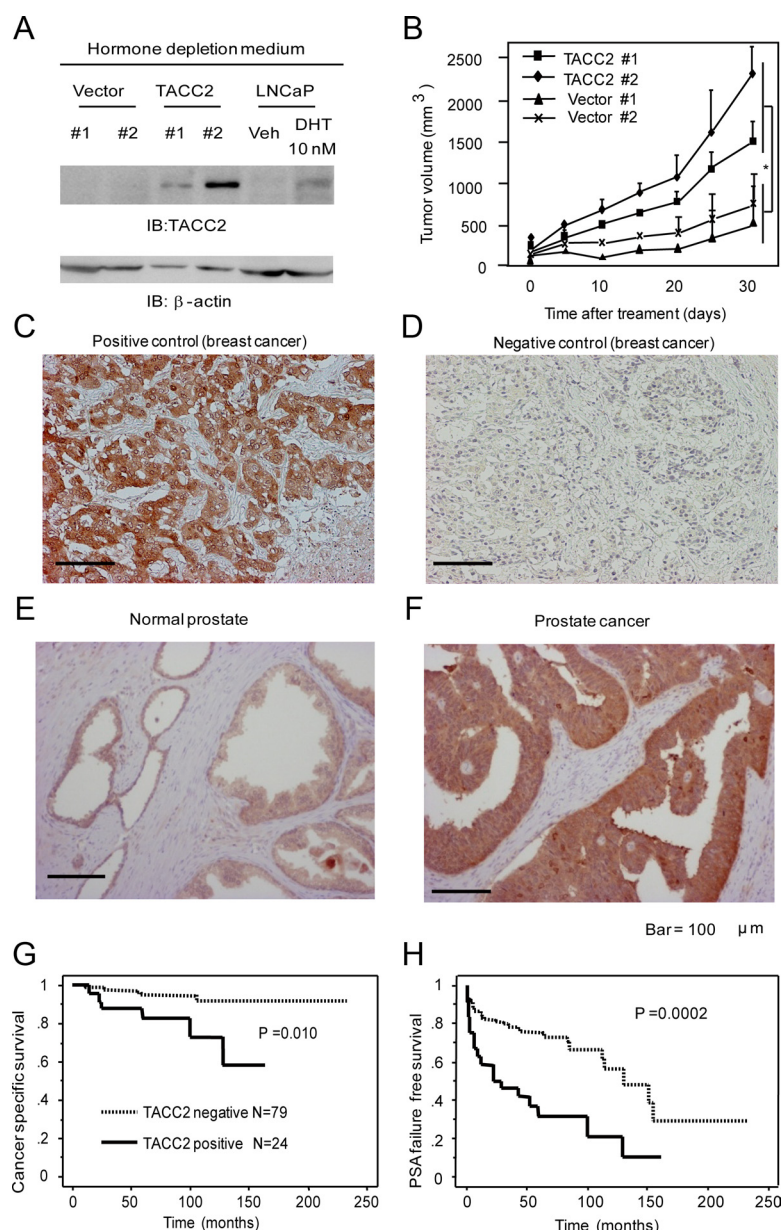 A
Hormone depletion medium
Vector TACC2 LNCaP
#1 #2 #1 #2 Veh DHT
10 nM
IB:TACC2
IB: β-actin
B
2500
2000
1500
1000
500
0
Tumor volume (mm3)
TACC2 #1
TACC2 #2
Vector #1
Vector #2
*
0 5 10 15 20 25 30
Time after treament (days)
C
Positive control (breast cancer)
D
Negative control (breast cancer)
E
Normal prostate
F
Prostate cancer
Bar= 100 μm
G
1
.8
.6
.4
.2
0
Cancer specific survival
P =0.010
TACC2 negative N=79
TACC2 positive N=24
0 50 100 150 200 250
Time (months)
H
1
.8
.6
.4
.2
0
PSA failure free survival
P =0.0002
0 50 100 150 200 250
Time (months)